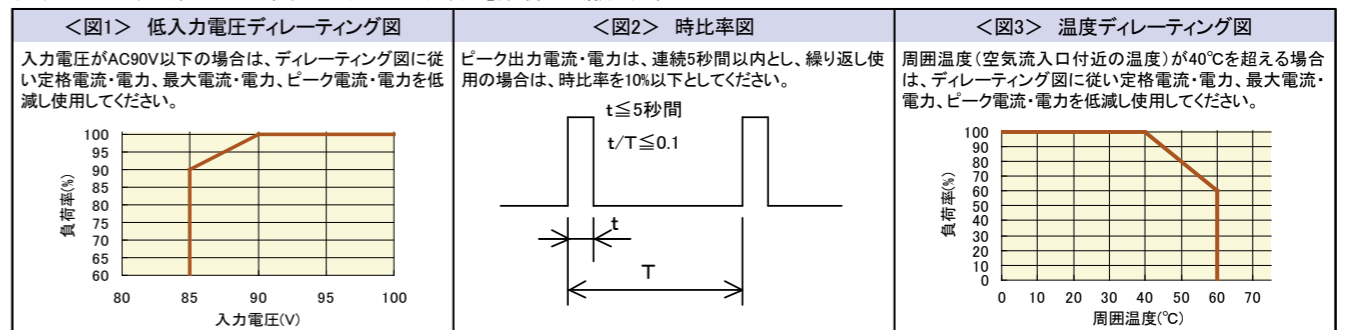 <図1> 低入力電圧ディレーティング図
入力電圧がAC90V以下の場合は、ディレーティング図に従
い定格電流・電力、最大電流・電力、ピーク電流・電力を低
減し使用してください。
100
95
90
85
80
75
70
65
60
負荷率(%)
80 85 90 95 100
入力電圧(V)
<図2> 時比率図
ピーク出力電流・電力は、連続5秒間以内とし、繰り返し使
用の場合は、時比率を10%以下としてください。
t≦5秒間
t/T≦0.1
t
T
<図3> 温度ディレーティング図
周囲温度(空気流入口付近の温度)が40℃を超える場合
は、ディレーティング図に従い定格電流・電力、最大電流・
電力、ピーク電流・電力を低減し使用してください。
100
90
80
70
60
50
40
30
20
10
0
負荷率(%)
0 10 20 30 40 50 60 70
周囲温度(℃)